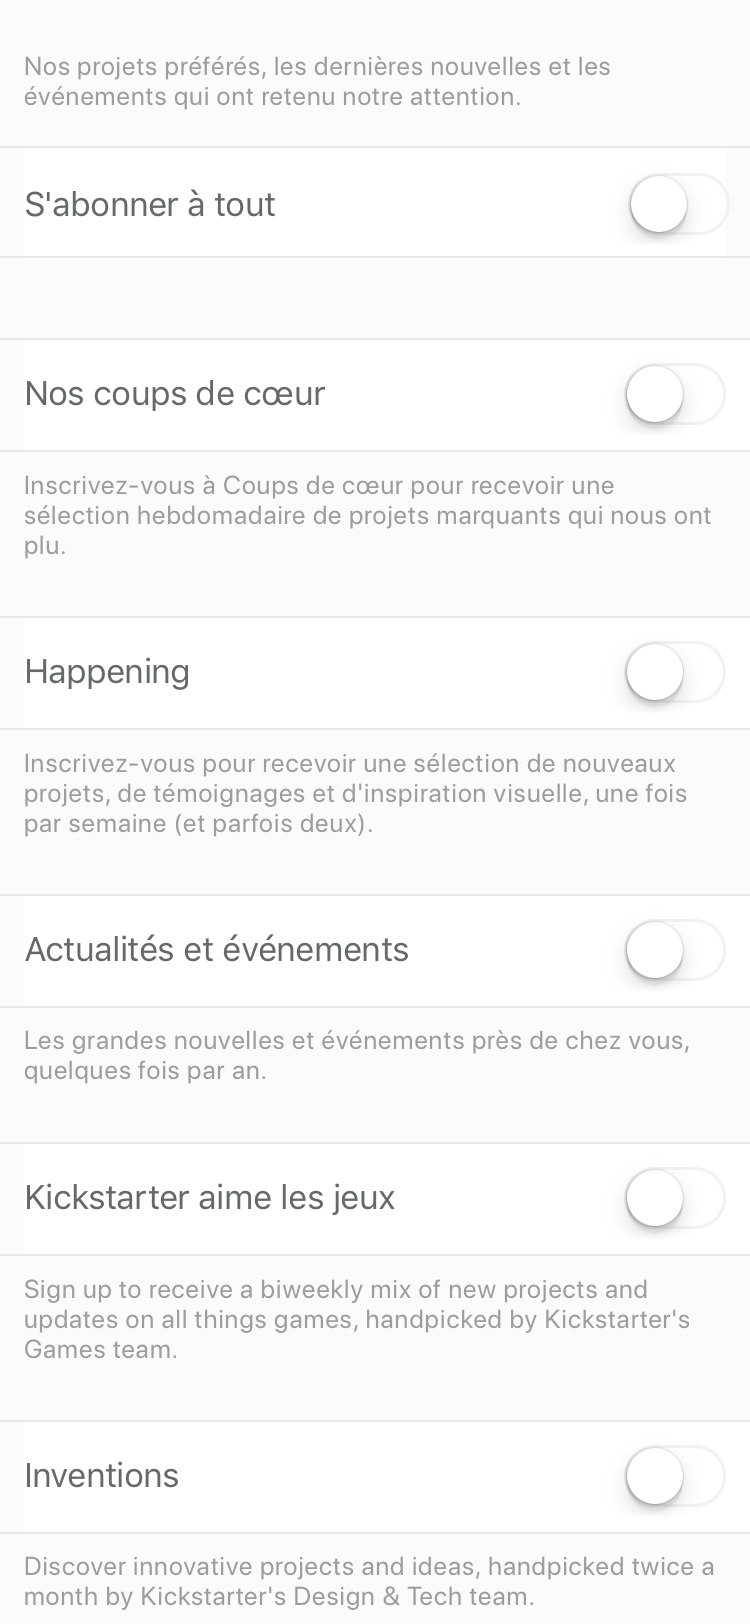 Nos projets préférés, les dernières nouvelles et les
événements qui ont retenu notre attention.
S'abonner à tout
Nos coups de cœur
Inscrivez-vous à Coups de cœur pour recevoir une
sélection hebdomadaire de projets marquants qui nous ont
plu.
Happening
Inscrivez-vous pour recevoir une sélection de nouveaux
projets, de témoignages et d'inspiration visuelle, une fois
par semaine (et parfois deux).
Actualités et événements
Les grandes nouvelles et événements près de chez vous,
quelques fois par an.
Kickstarter aime les jeux
Sign up to receive a biweekly mix of new projects and
updates on all things games, handpicked by Kickstarter's
Games team.
Inventions
Discover innovative projects and ideas, handpicked twice a
month by Kickstarter's Design & Tech team.